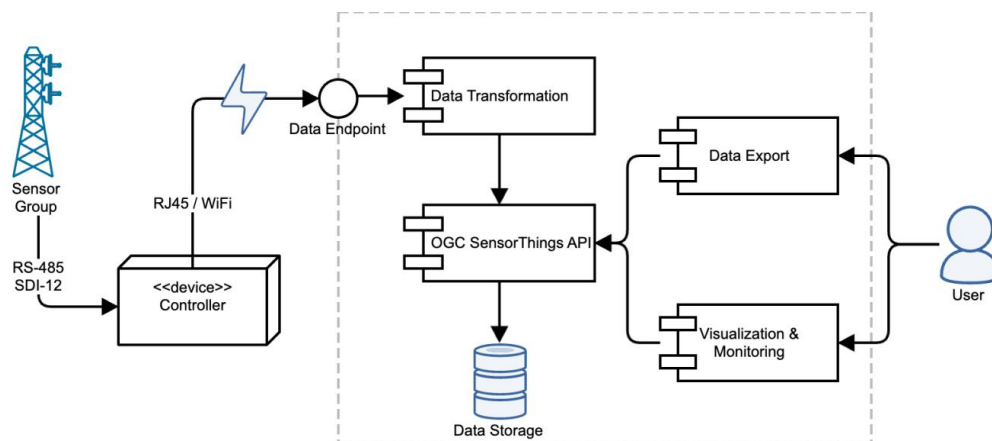 Sensor
Group
RS-485
SDI-12
<<device>>
Controller
RJ45 / WiFi
Data Endpoint
Data Transformation
OGC SensorThings API
Data Storage
Data Export
Visualization &
Monitoring
User